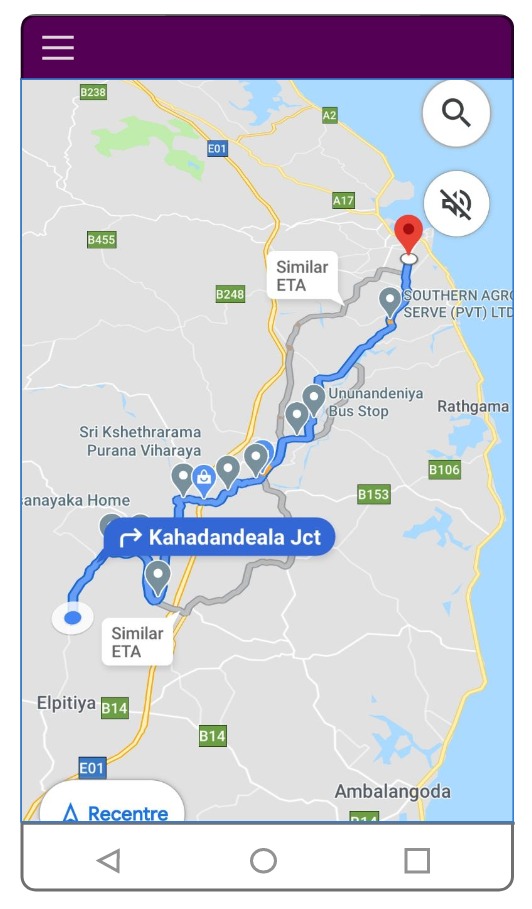 B238
A2
E01
A17
B455
Similar
ETA
B248
SOUTHERN AGRO
SERVE (PVT) LTD
Ununandeniya
Bus Stop
Rathgama
Sri Kshethrarama
Purana Viharaya
B106
B153
sanayaka Home
Kahadandeala Jct
Similar
ETA
Elpitiya
B14
B14
E01
Ambalangoda
B14
Recentre